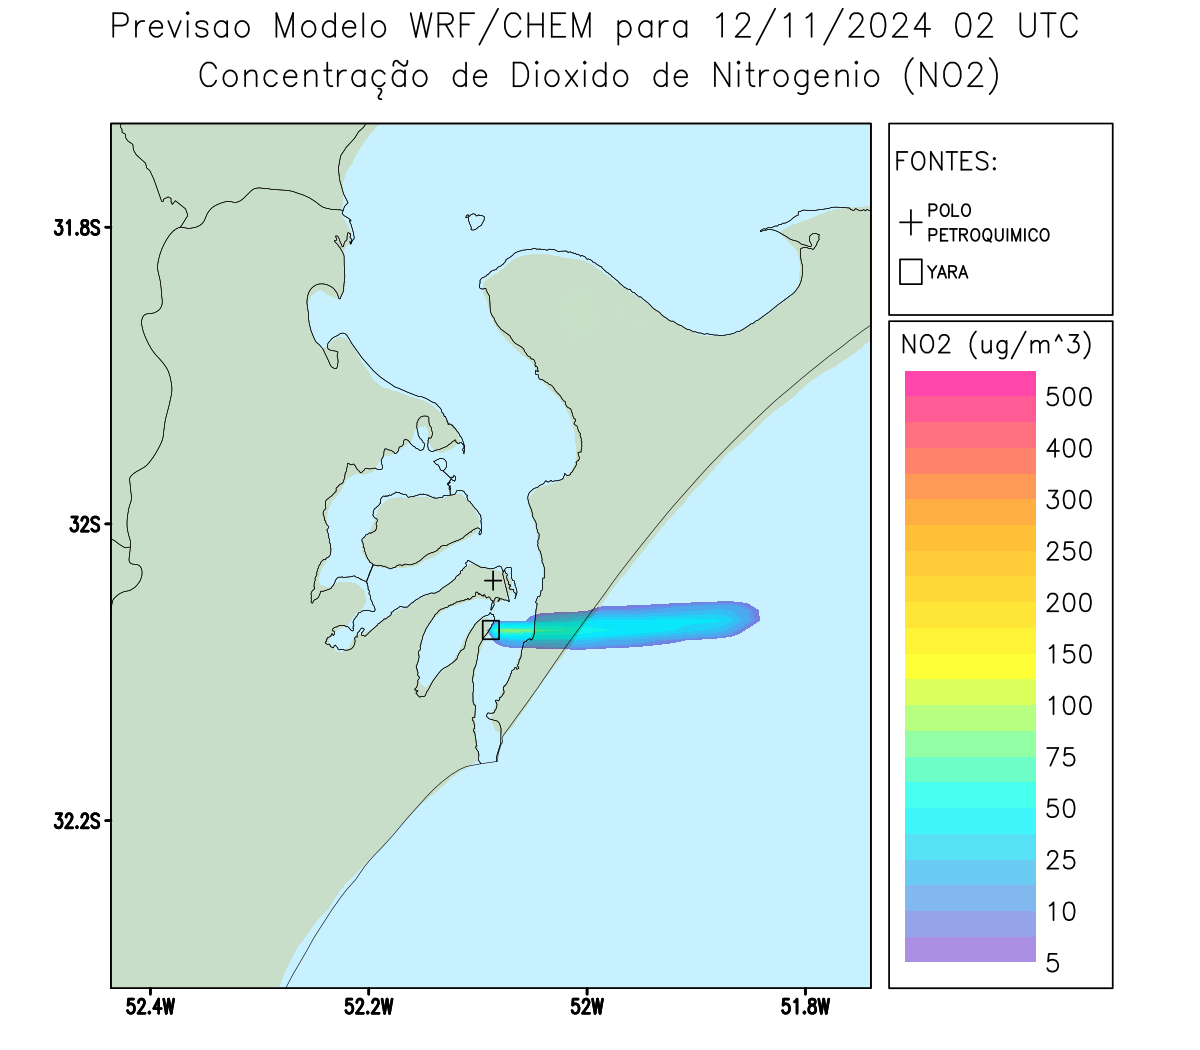 Previsao Modelo WRF/CHEM para 12/11/2024 02 UTC
Concentração de Dioxido de Nitrogenio (NO2)
FONTES:
POLO
PETROQUIMICO
YARA
NO2 (ug/m^3)
500
400
300
250
200
150
100
75
50
25
10
5
31.8S
32S
32.2S
52.4W
52.2W
52W
51.8W